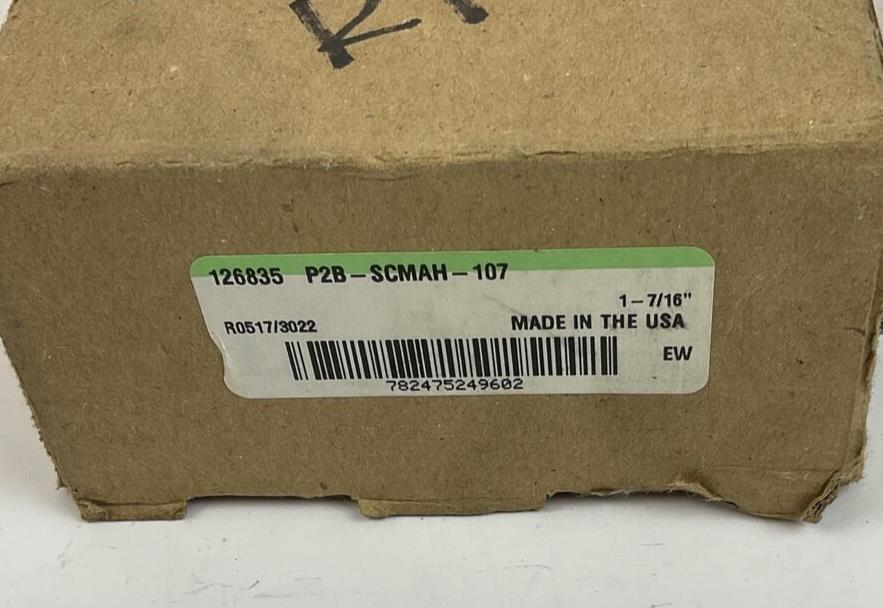 126835 P2B-SCMAH-107
1-7/16"
R0517/3022 MADE IN THE USA
EW
782475249602